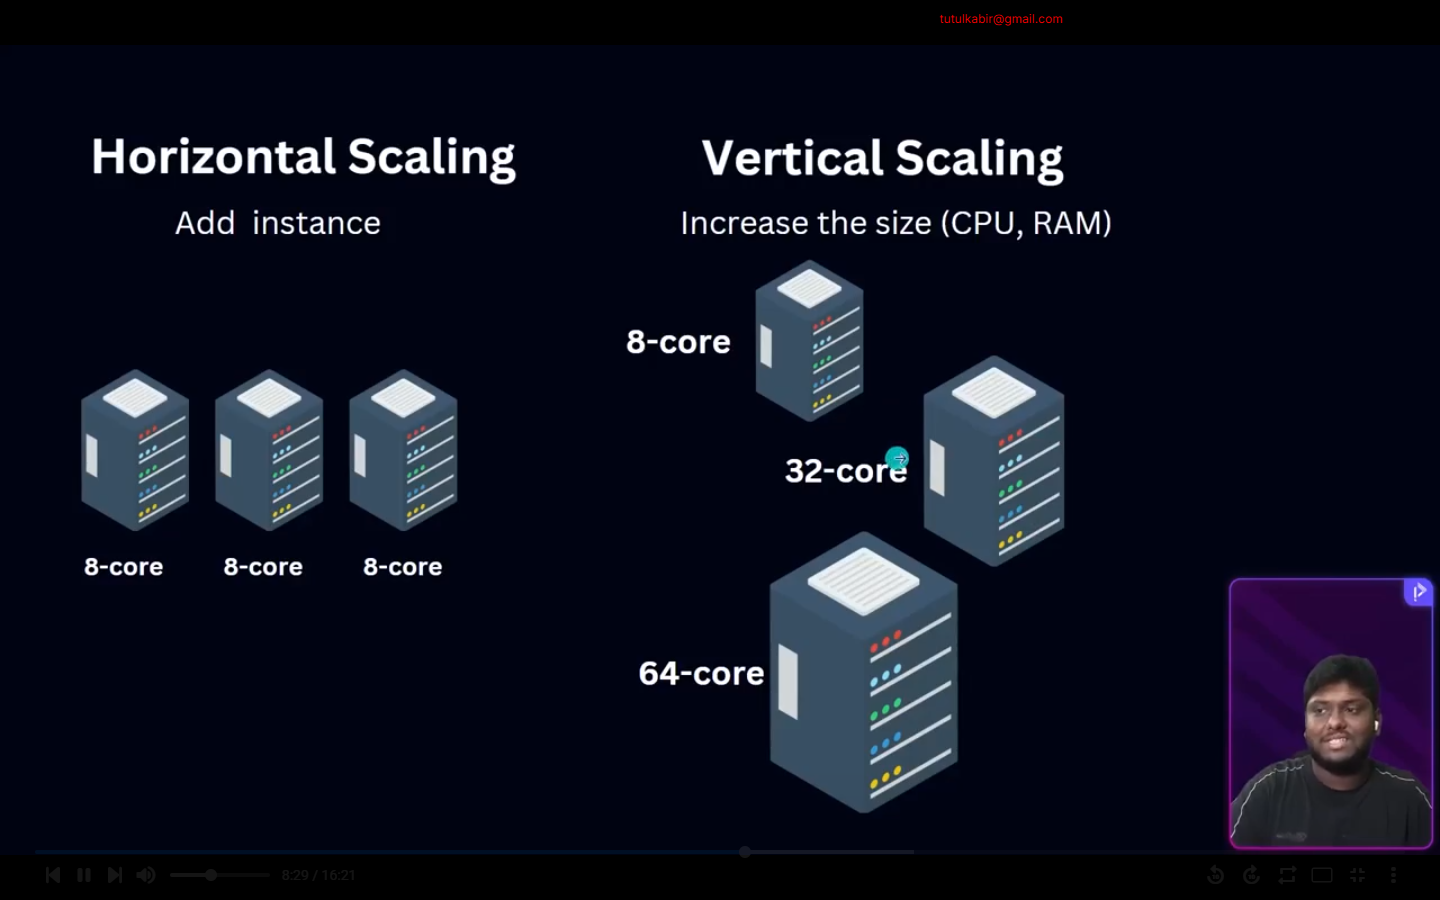 tutulkabir@gmail.com
Horizontal Scaling
Add instance
8-core
8-core
8-core
Vertical Scaling
Increase the size (CPU, RAM)
8-core
32-core
64-core
8:29 / 16:21